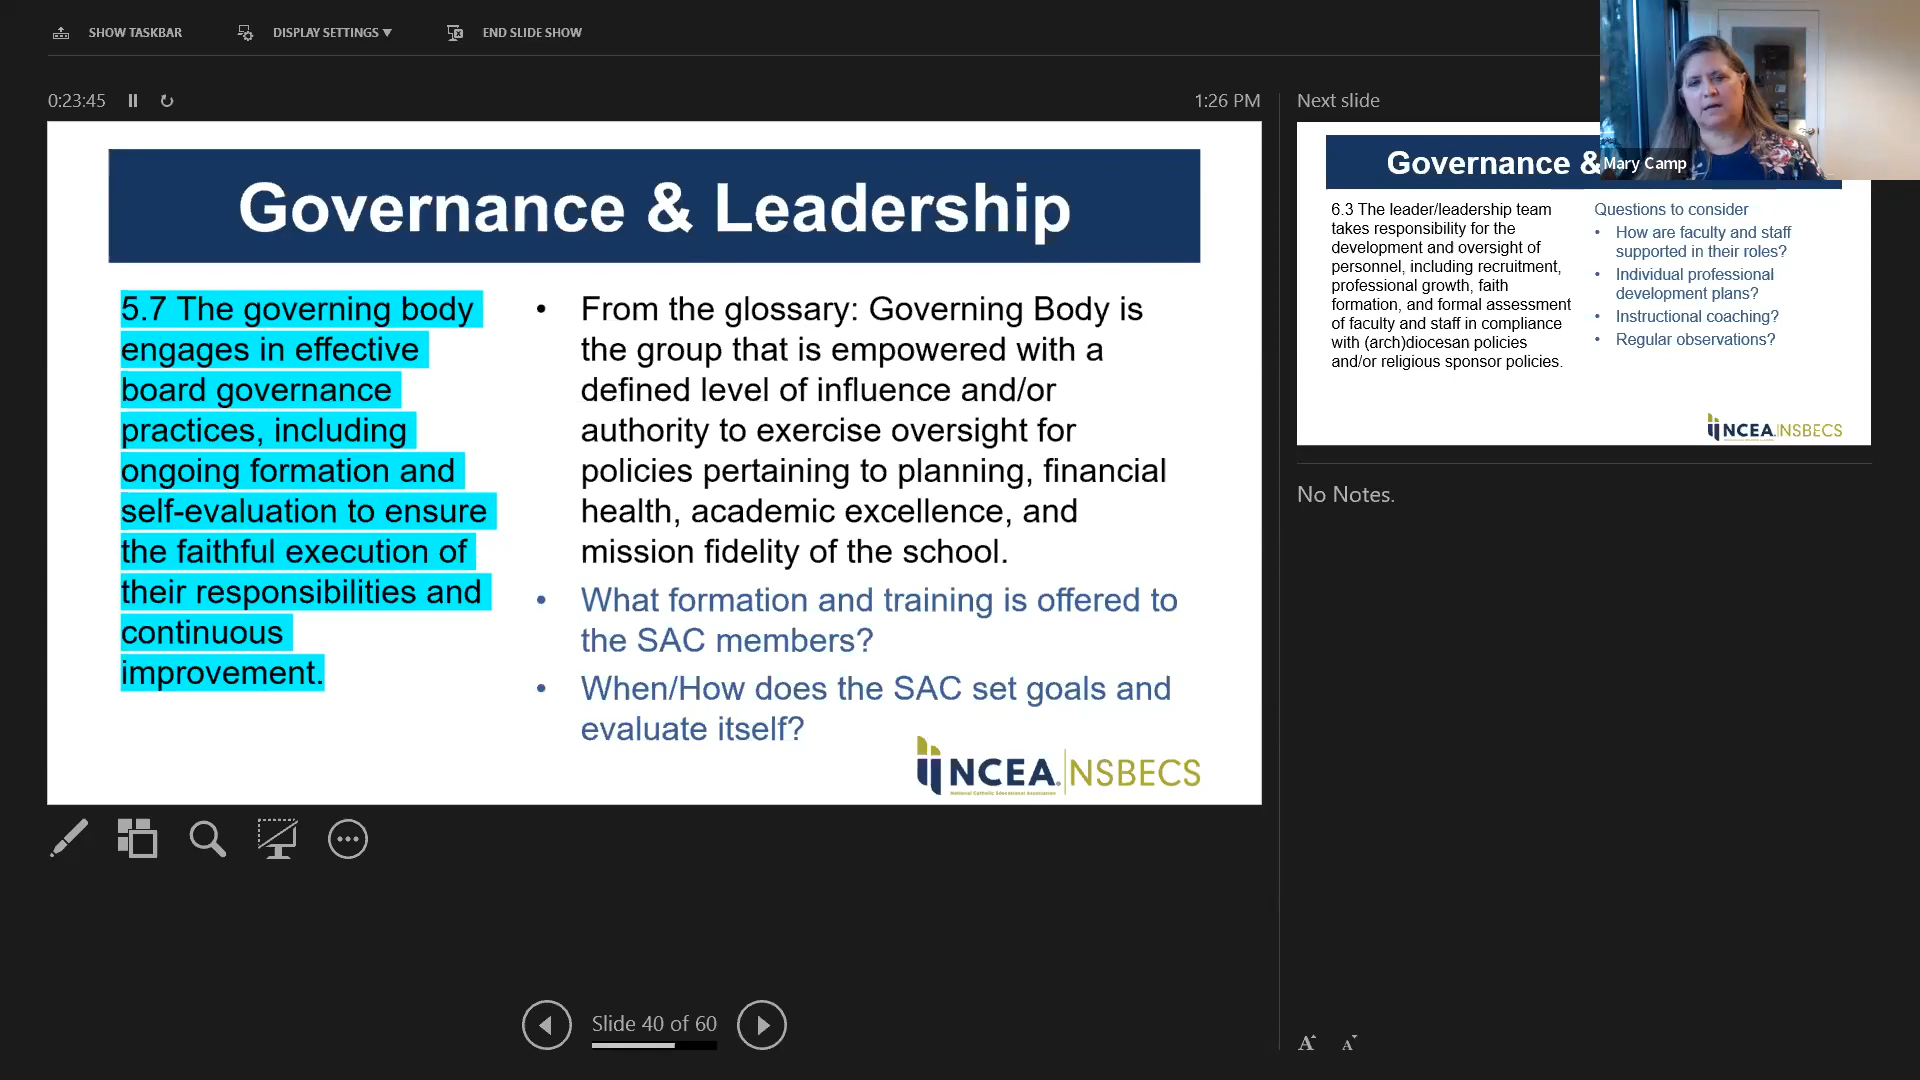 SHOW TASKBAR
DISPLAY SETTINGS ▼
END SLIDE SHOW
0:23:45
1:26 PM
Governance & Leadership
5.7 The governing body
engages in effective
board governance
practices, including
ongoing formation and
self-evaluation to ensure
the faithful execution of
their responsibilities and
continuous
improvement.
• From the glossary: Governing Body is
the group that is empowered with a
defined level of influence and/or
authority to exercise oversight for
policies pertaining to planning, financial
health, academic excellence, and
mission fidelity of the school.
• What formation and training is offered to
the SAC members?
• When/How does the SAC set goals and
evaluate itself?
NCEA NSBECS
National Catholic Educational Association
Slide 40 of 60
Next slide
Governance &
Mary Camp
6.3 The leader/leadership team
takes responsibility for the
development and oversight of
personnel, including recruitment,
professional growth, faith
formation, and formal assessment
of faculty and staff in compliance
with (arch)diocesan policies
and/or religious sponsor policies.
Questions to consider
• How are faculty and staff
supported in their roles?
• Individual professional
development plans?
• Instructional coaching?
• Regular observations?
NCEA NSBECS
No Notes.
A A